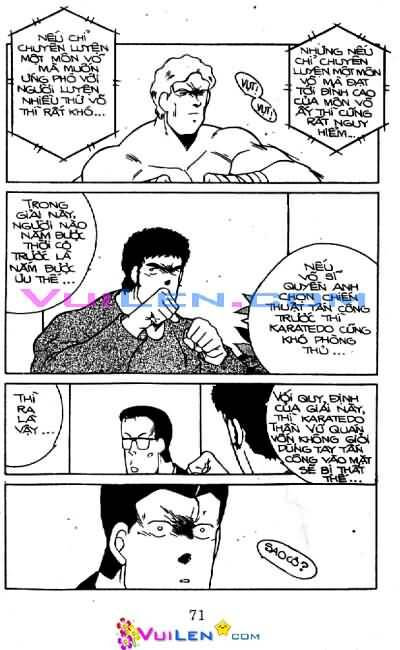 NẾU CHỈ
CHUYÊN LUYỆN
MỘT MÔN VÕ
MÀ MUỐN
ỨNG PHÓ VỚI
NGƯỜI LUYỆN
NHIỀU THỨ VÕ
THÌ RẤT KHÓ...
VÚT!
VÚT!
NHƯNG NẾU
CHỈ CHUYÊN
LUYỆN MỘT MÔN
VÕ MÀ ĐẠT
TỚI ĐỈNH CAO
CỦA MÔN VÕ
ẤY THÌ CŨNG
RẤT NGUY
HIỂM...
TRONG
GIẢI NÀY,
NGƯỜI NÀO
NẮM ĐƯỢC
THỜI CƠ
TRƯỚC LÀ
NẮM ĐƯỢC
ƯU THẾ...
NẾU
VÕ SĨ
QUYỀN ANH
CHỌN CHIẾN
THUẬT TẤN CÔNG
TRƯỚC THÌ
KARATEDO CŨNG
KHÓ PHÒNG
THỦ...
VUILEN.COM
THÌ
RA
LÀ
VẬY...
VỚI QUY ĐỊNH
CỦA GIẢI NÀY,
THÌ KARATEDO
THẦN VŨ QUÁN
VỐN KHÔNG GIỎI
DÙNG TAY TẤN
CÔNG VÀO MẶT
SẼ BỊ THẤT
THẾ...
SAO CƠ?
71
VUILEN.COM